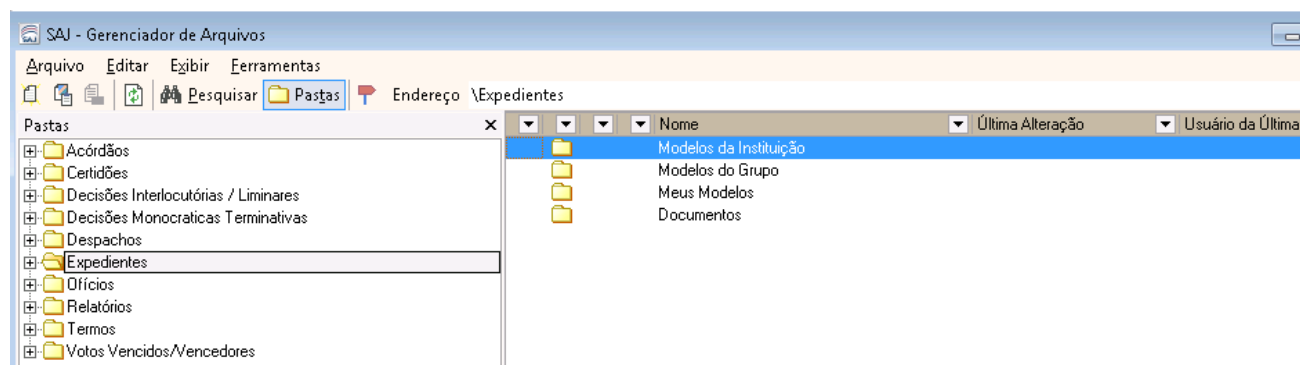 SAJ - Gerenciador de Arquivos
Arquivo Editar Exibir Ferramentas
Pesquisar Pastas Endereço \Expedientes
Pastas x Nome Última Alteração Usuário da Última
Acórdãos
Certidões
Decisões Interlocutórias / Liminares
Decisões Monocraticas Terminativas
Despachos
Expedientes
Ofícios
Relatórios
Termos
Votos Vencidos/Vencedores
Modelos da Instituição
Modelos do Grupo
Meus Modelos
Documentos